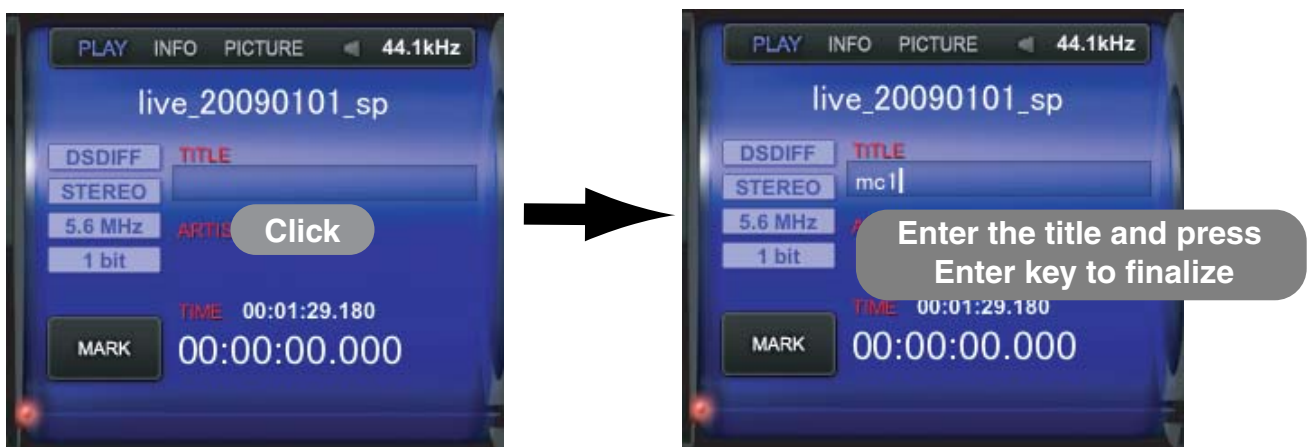 PLAY INFO PICTURE 44.1kHz
live_20090101_sp
DSDIFF TITLE
STEREO
5.6 MHz
Click
1 bit
TIME 00:01:29.180
MARK 00:00:00.000
PLAY INFO PICTURE 44.1kHz
live_20090101_sp
DSDIFF TITLE
STEREO mc1
5.6 MHz
Enter the title and press
Enter key to finalize
1 bit
TIME 00:01:29.180
MARK 00:00:00.000